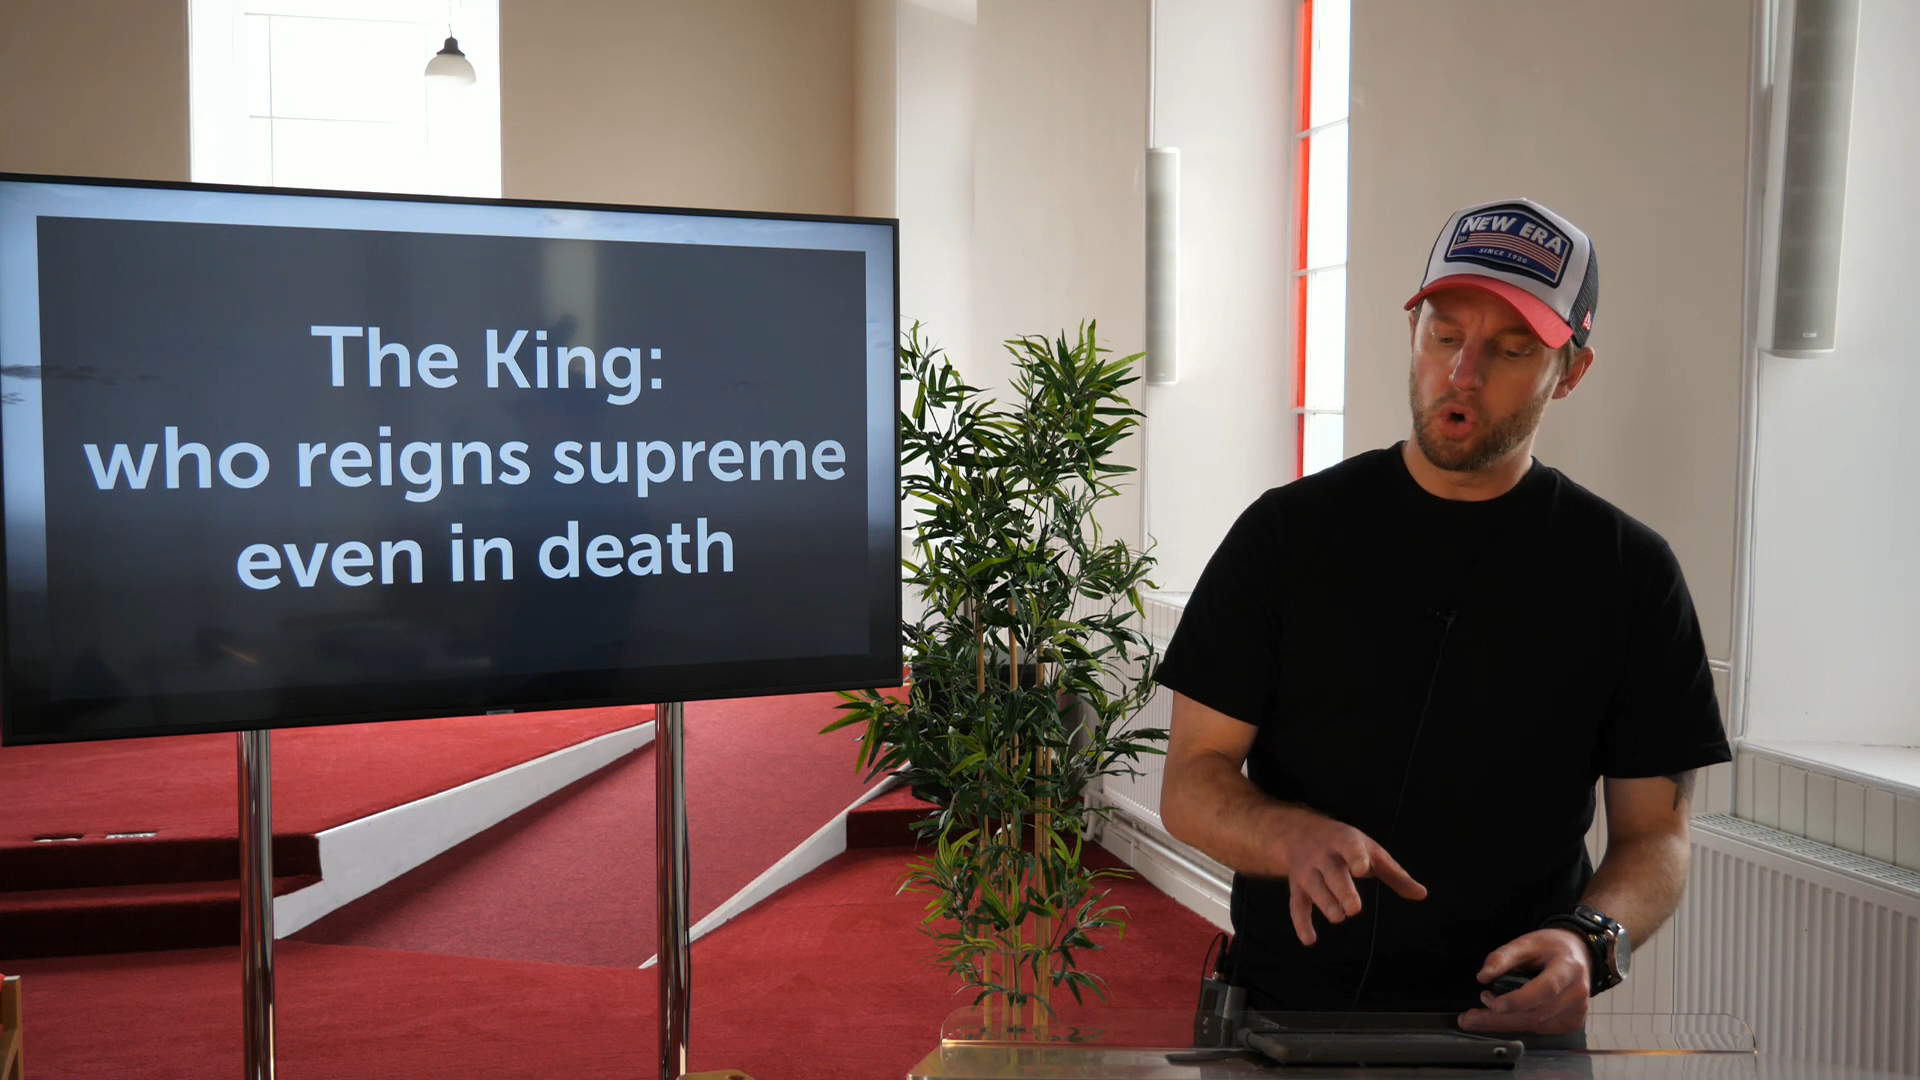 The King:
who reigns supreme
even in death
NEW ERA
SINCE 1920